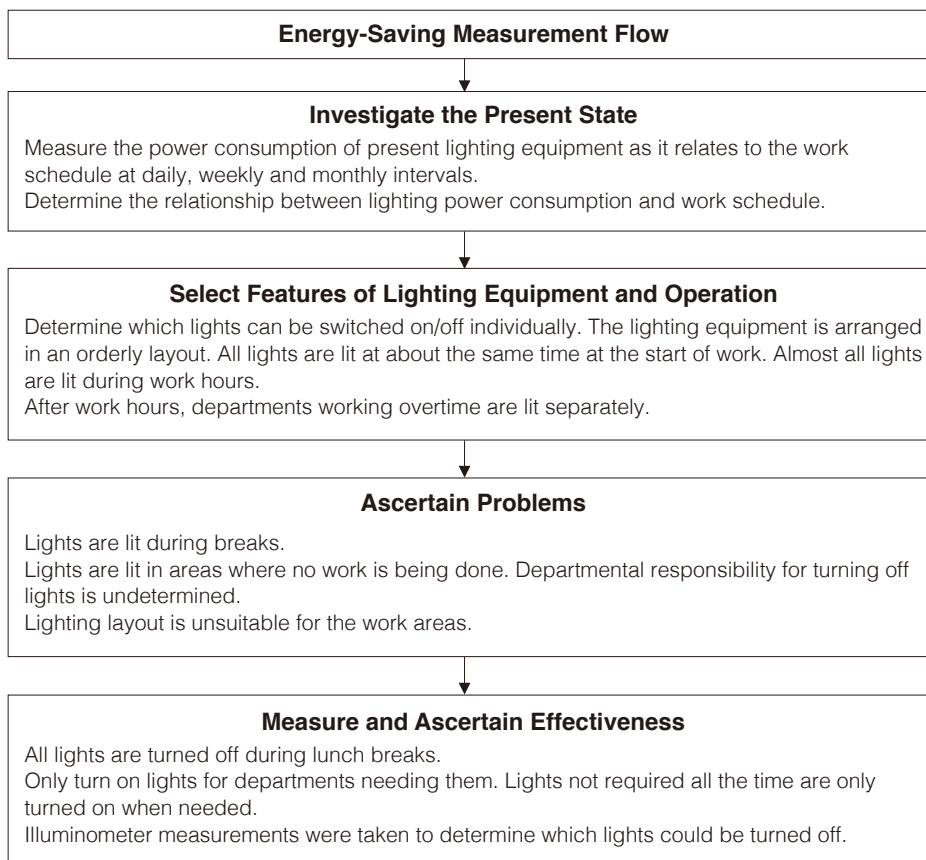 Energy-Saving Measurement Flow
Investigate the Present State
Measure the power consumption of present lighting equipment as it relates to the work
schedule at daily, weekly and monthly intervals.
Determine the relationship between lighting power consumption and work schedule.
Select Features of Lighting Equipment and Operation
Determine which lights can be switched on/off individually. The lighting equipment is arranged
in an orderly layout. All lights are lit at about the same time at the start of work. Almost all lights
are lit during work hours.
After work hours, departments working overtime are lit separately.
Ascertain Problems
Lights are lit during breaks.
Lights are lit in areas where no work is being done. Departmental responsibility for turning off
lights is undetermined.
Lighting layout is unsuitable for the work areas.
Measure and Ascertain Effectiveness
All lights are turned off during lunch breaks.
Only turn on lights for departments needing them. Lights not required all the time are only
turned on when needed.
Illuminometer measurements were taken to determine which lights could be turned off.